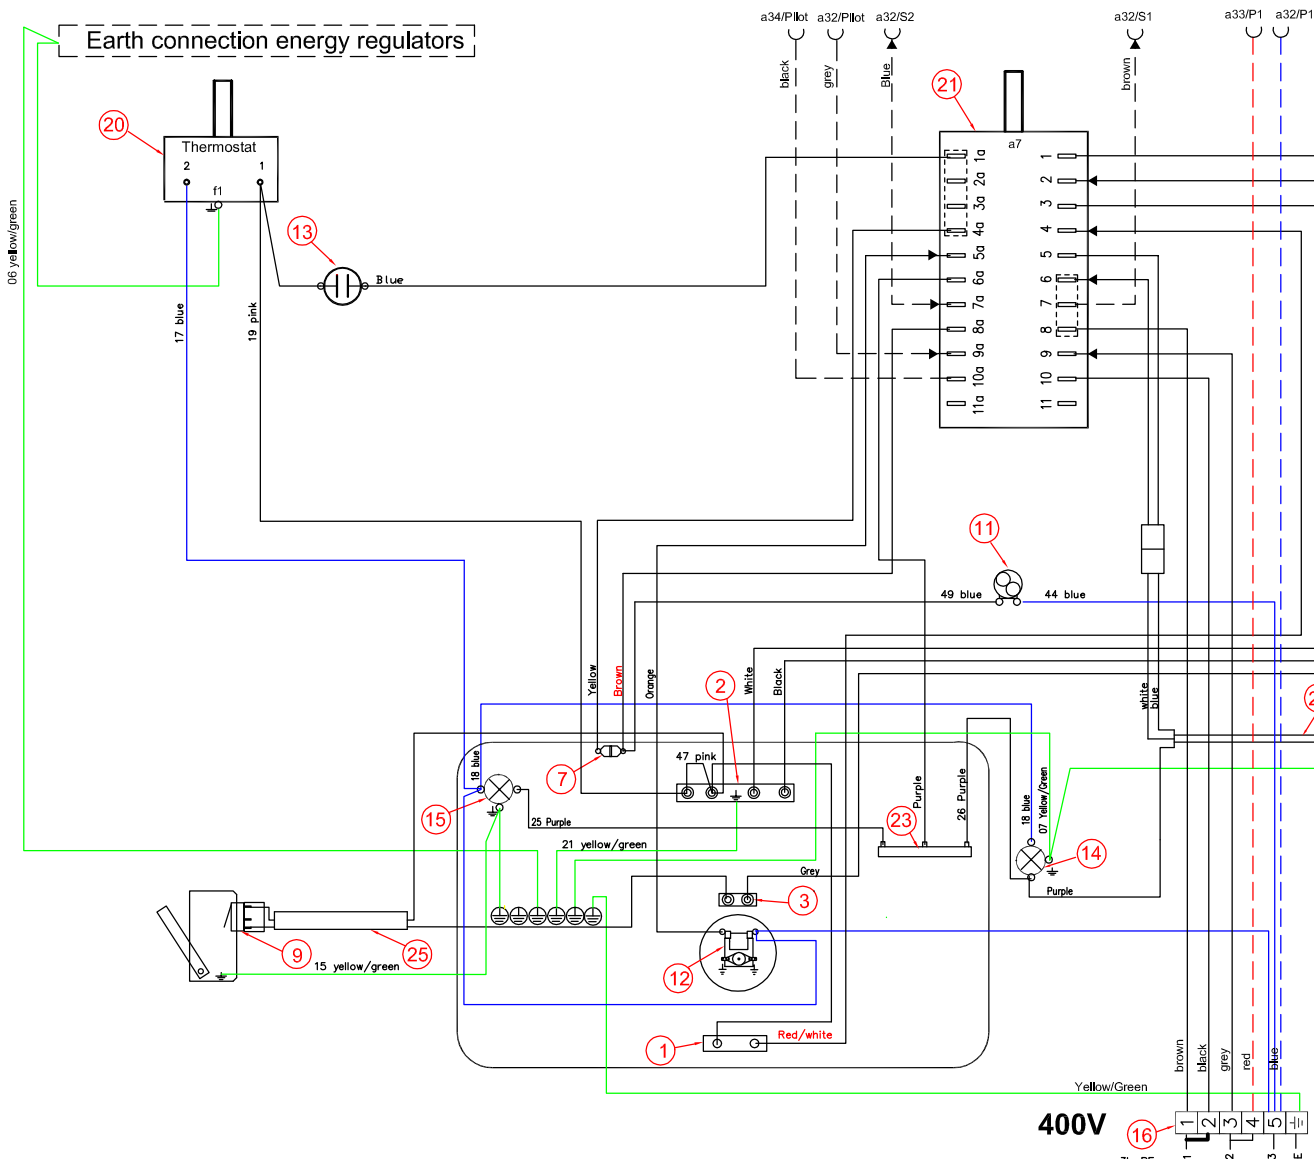 a34/Pilot
a32/Pilot
a32/S2
a32/S1
a33/P1
a32/P1
Earth connection energy regulators
black
grey
Blue
brown
20
21
Thermostat
2
1
f1
a7
1a
2a
3a
4a
5a
6a
7a
8a
9a
10a
11a
1
2
3
4
5
6
7
8
9
10
11
06 yellow/green
13
Blue
17 blue
19 pink
11
49 blue
44 blue
Yellow
Brown
Orange
2
White
Black
white
blue
18 blue
7
47 pink
15
25 Purple
21 yellow/green
Purple
26 Purple
23
18 blue
07 Yellow/Green
14
Purple
Grey
3
9
25
15 yellow/green
12
1
Red/white
brown
black
grey
red
blue
Yellow/Green
400V
16
1
2
3
4
5
1
2
3
E